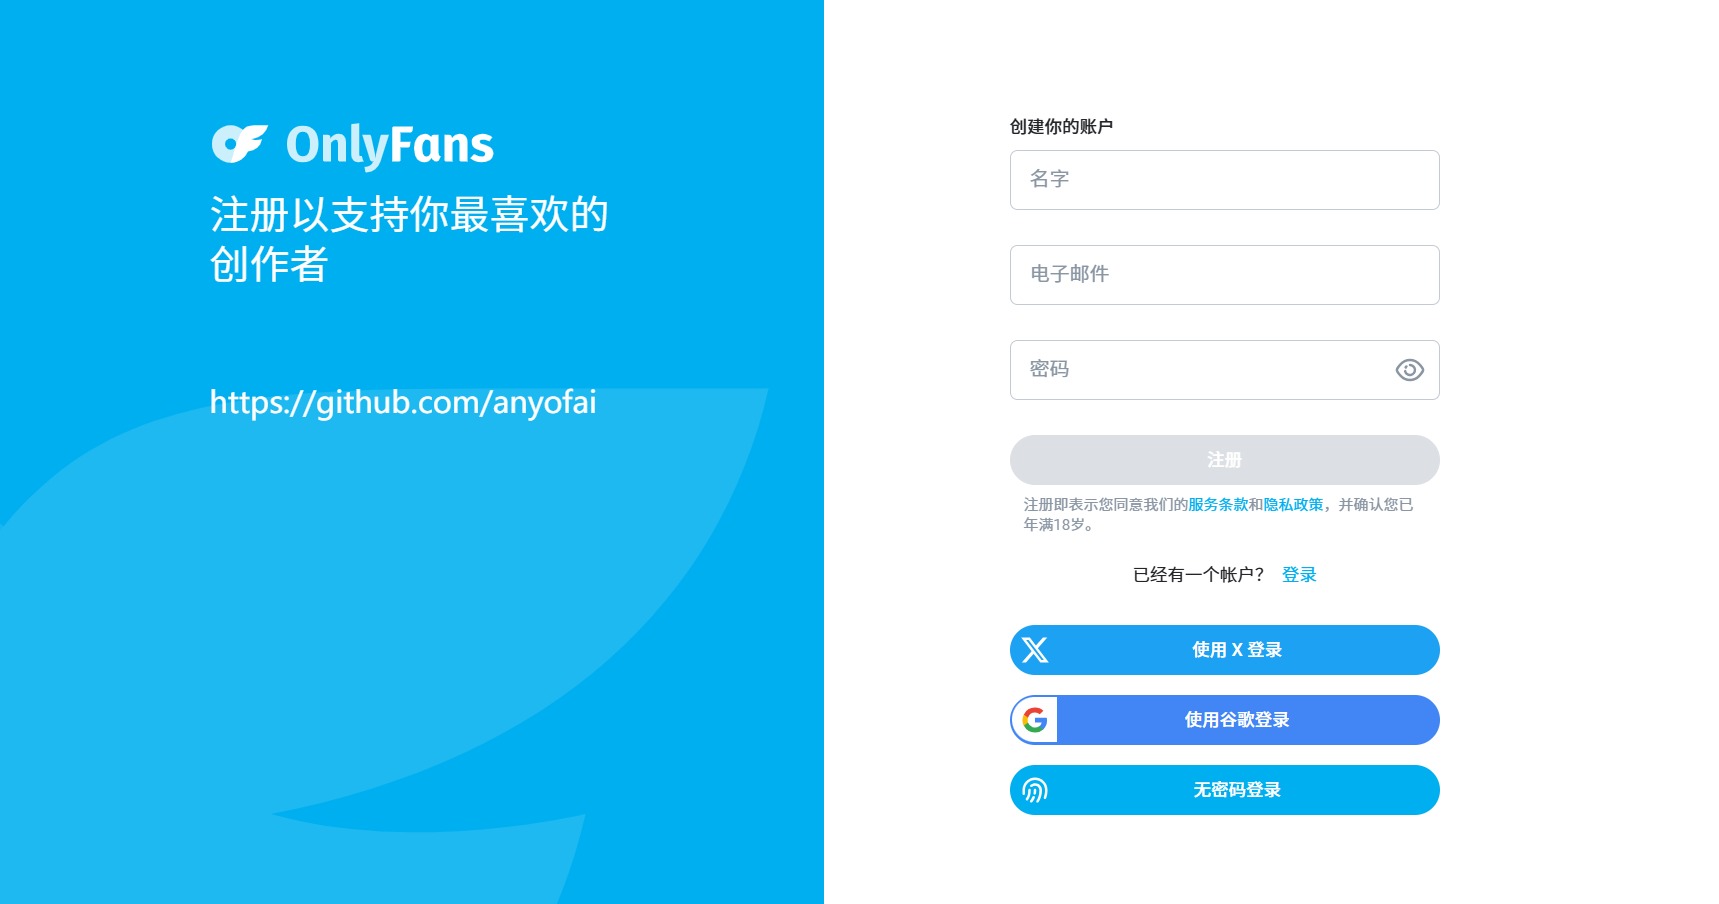 OnlyFans
注册以支持你最喜欢的
创作者
https://github.com/anyofai
创建你的账户
名字
电子邮件
密码
注册
注册即表示您同意我们的服务条款和隐私政策，并确认您已
年满18岁。
已经有一个帐户？ 登录
使用 X 登录
使用谷歌登录
无密码登录